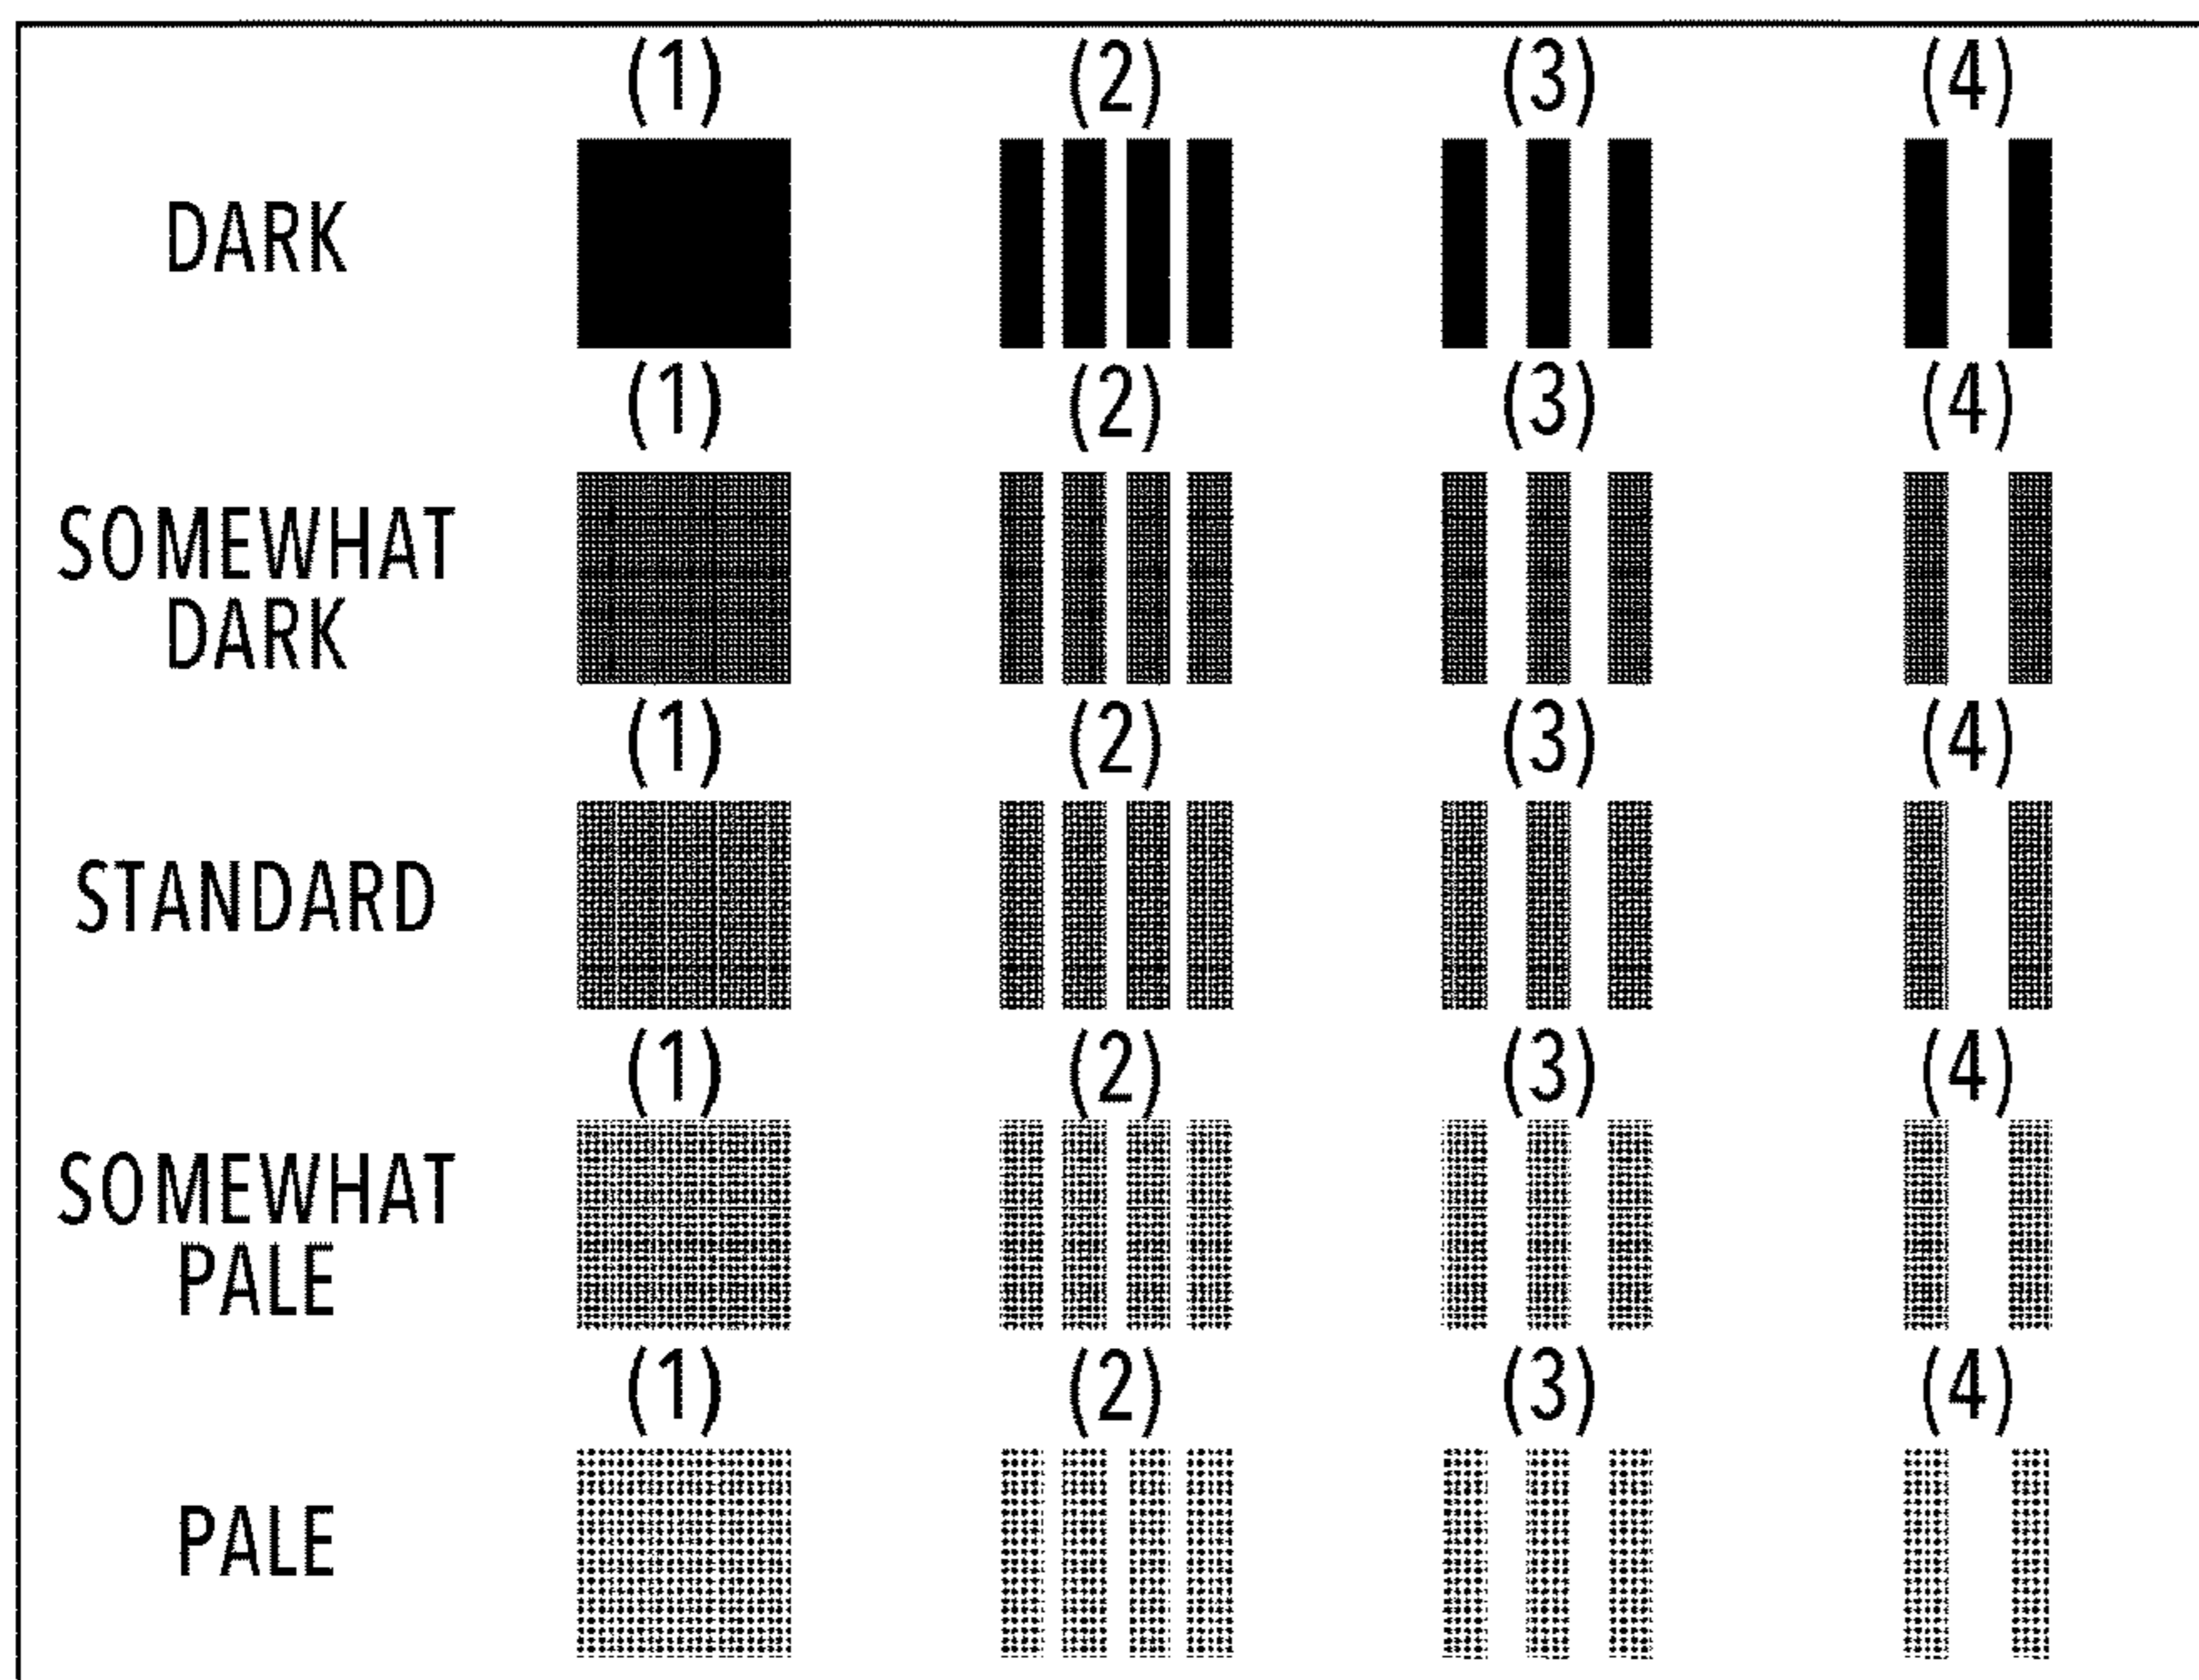 (1) (2) (3) (4)
DARK
(1) (2) (3) (4)
SOMEWHAT
DARK
(1) (2) (3) (4)
STANDARD
(1) (2) (3) (4)
SOMEWHAT
PALE
(1) (2) (3) (4)
PALE